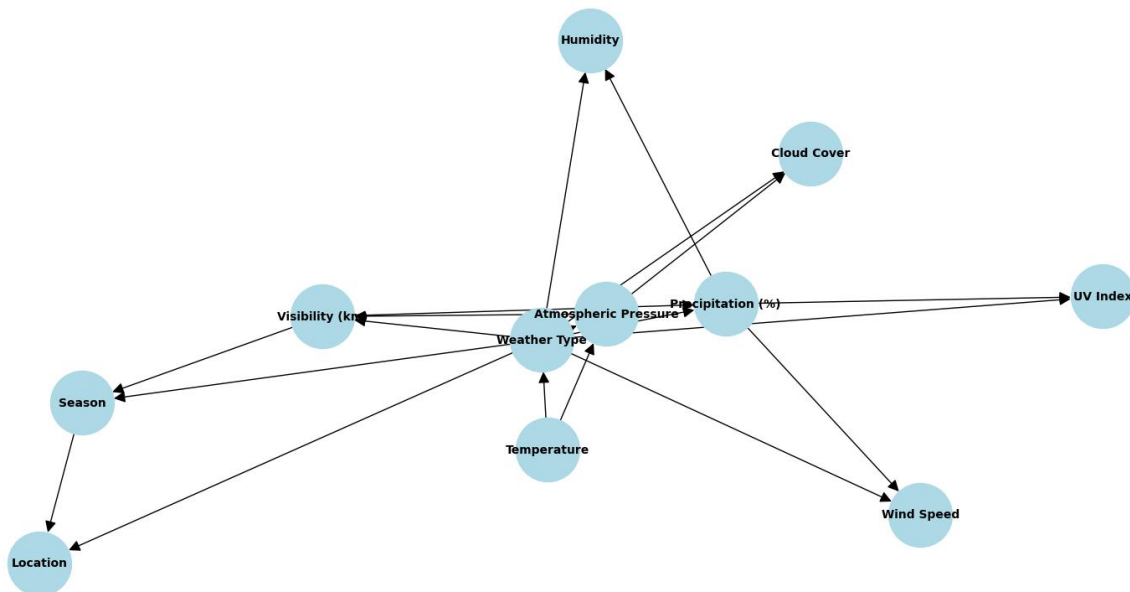 Humidity
Cloud Cover
UV Index
Precipitation (%)
Atmospheric Pressure
Visibility (km)
Weather Type
Season
Temperature
Wind Speed
Location